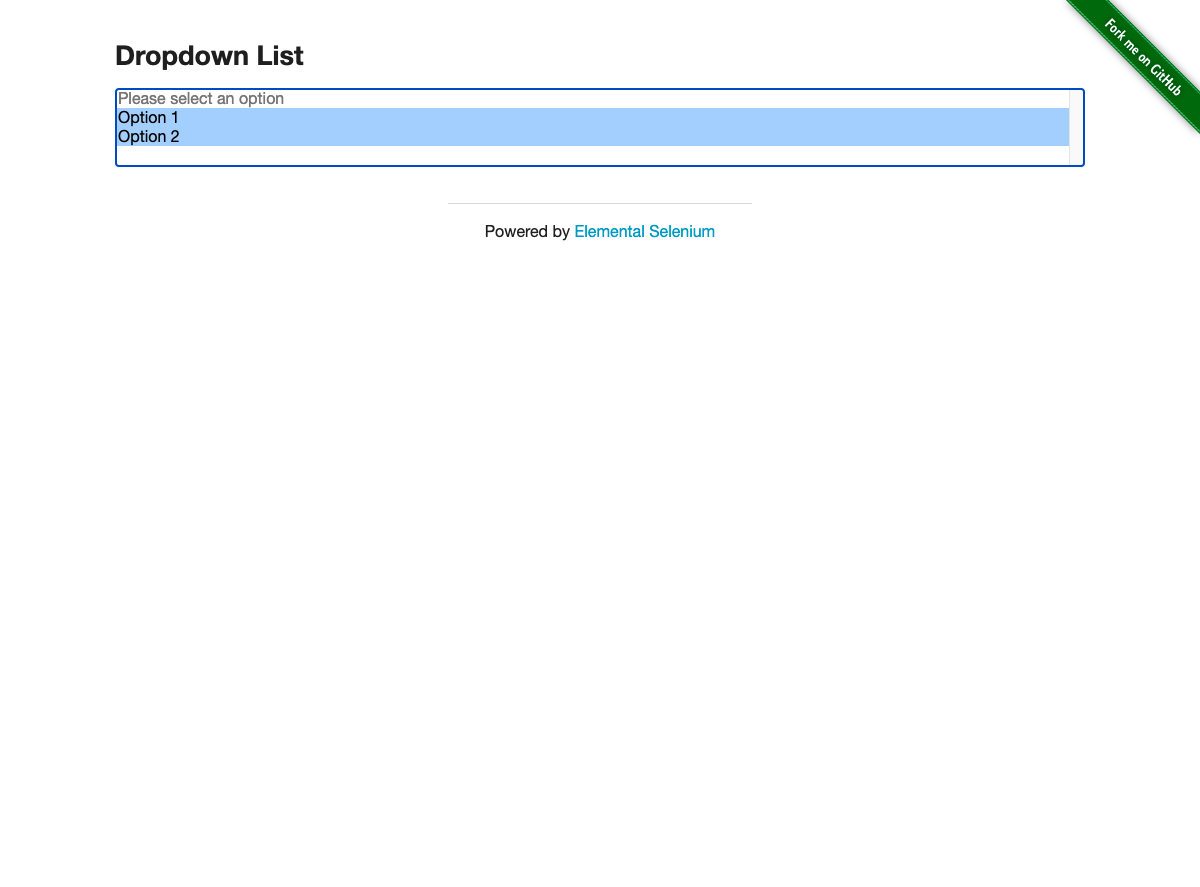 Dropdown List
Please select an option
Option 1
Option 2
Powered by Elemental Selenium
Fork me on GitHub